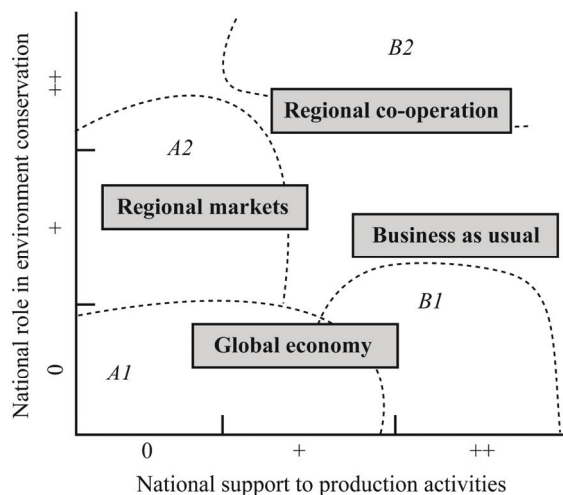 National role in environment conservation
++
+
0
B2
Regional co-operation
A2
Regional markets
Business as usual
B1
Global economy
A1
0 + ++
National support to production activities